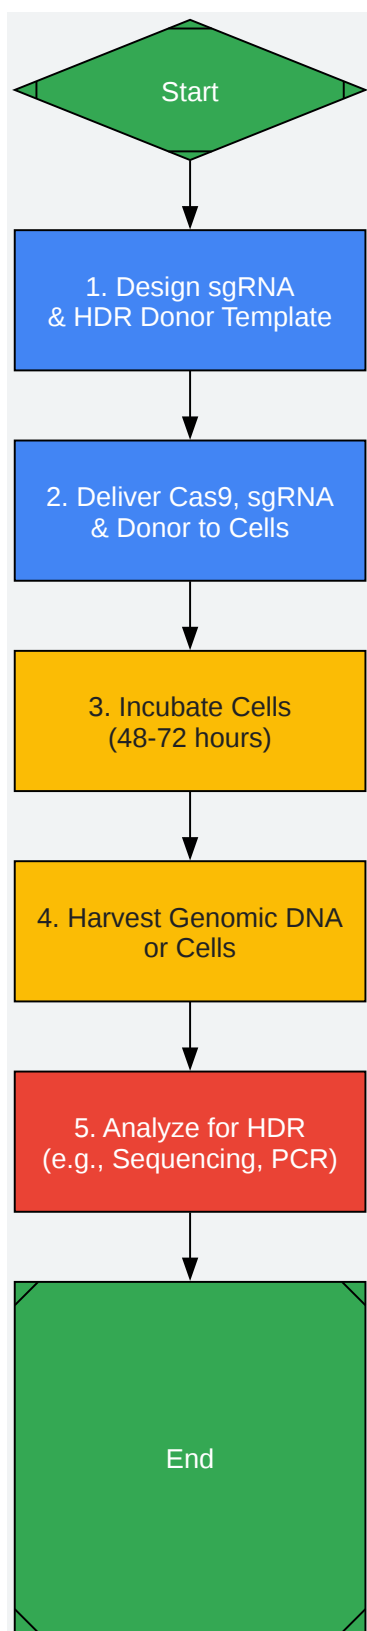 Start
1. Design sgRNA
& HDR Donor Template
2. Deliver Cas9, sgRNA
& Donor to Cells
3. Incubate Cells
(48-72 hours)
4. Harvest Genomic DNA
or Cells
5. Analyze for HDR
(e.g., Sequencing, PCR)
End